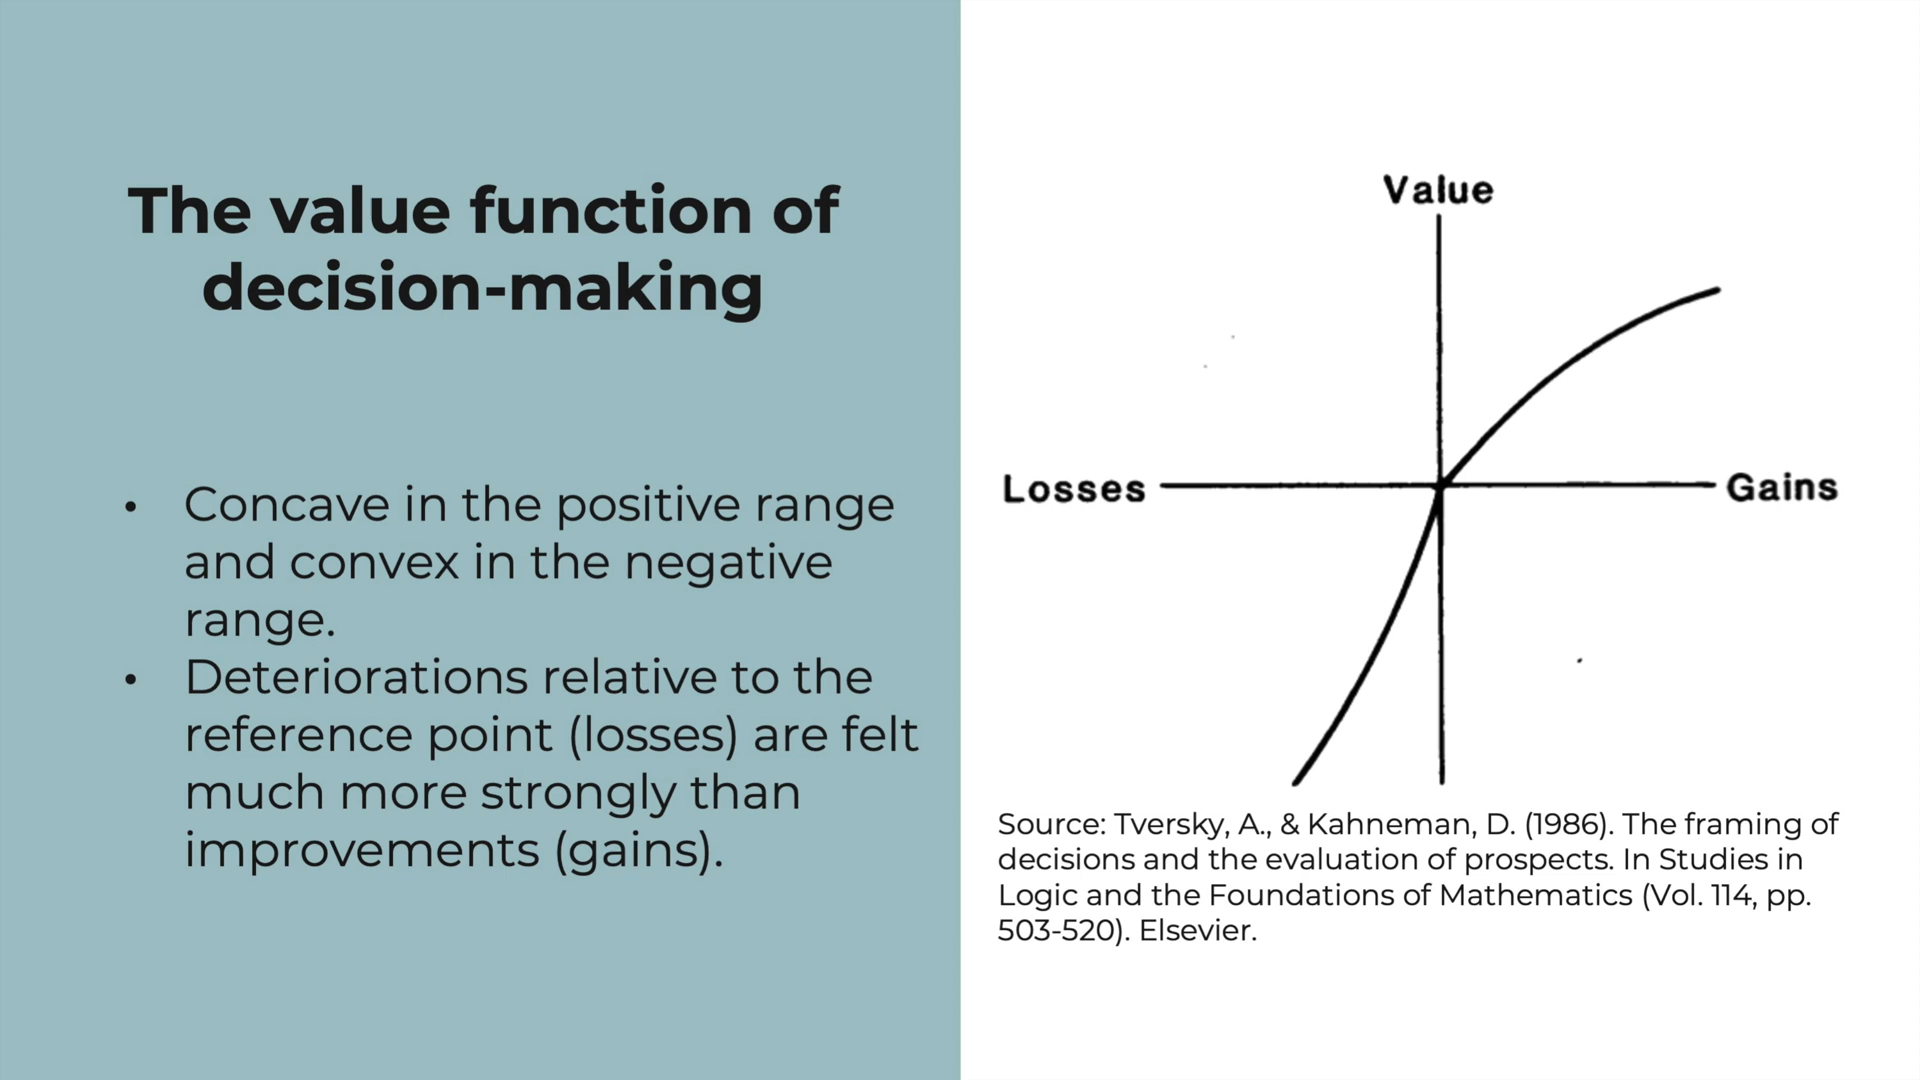 The value function of
decision-making
• Concave in the positive range
and convex in the negative
range.
• Deteriorations relative to the
reference point (losses) are felt
much more strongly than
improvements (gains).
Value
Losses
Gains
Source: Tversky, A., & Kahneman, D. (1986). The framing of
decisions and the evaluation of prospects. In Studies in
Logic and the Foundations of Mathematics (Vol. 114, pp.
503-520). Elsevier.